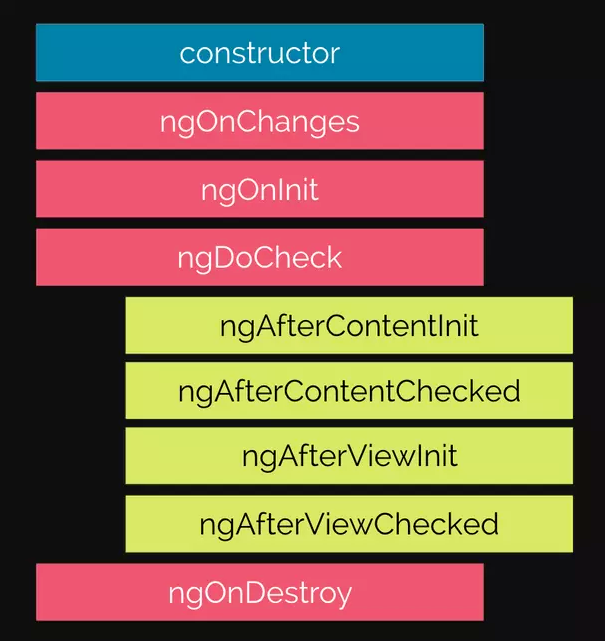 constructor
ngOnChanges
ngOnInit
ngDoCheck
ngAfterContentInit
ngAfterContentChecked
ngAfterViewInit
ngAfterViewChecked
ngOnDestroy